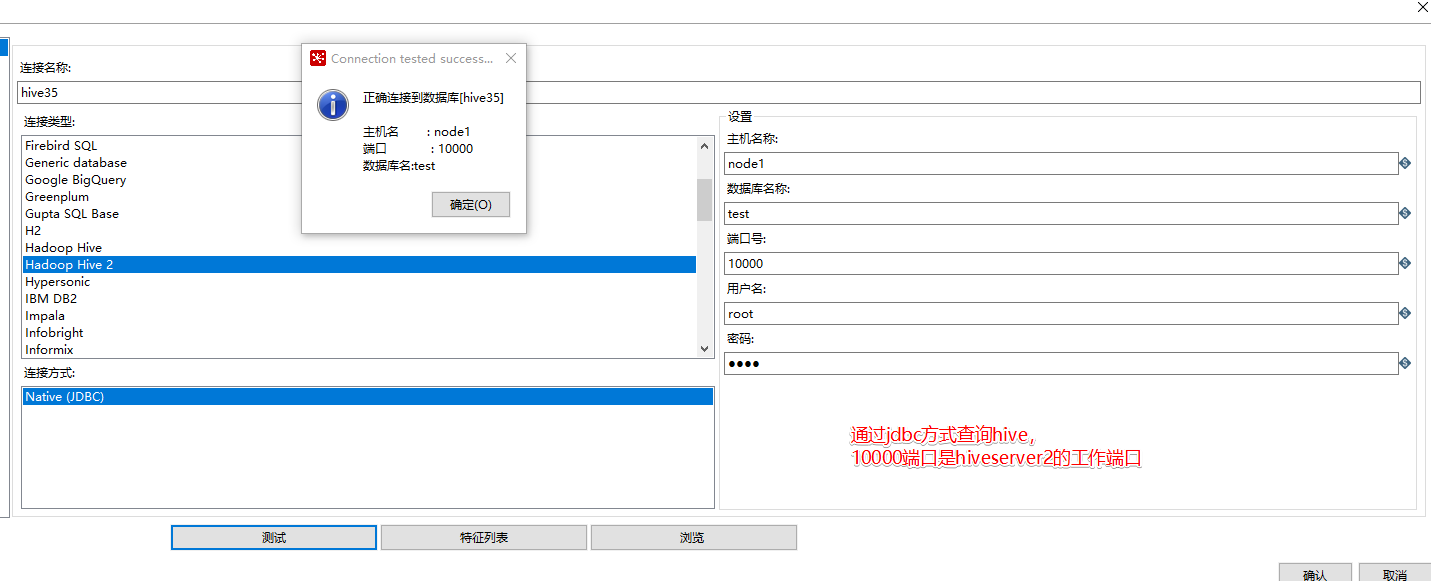 Connection tested success...
正确连接到数据库[hive35]
主机名 : node1
端口 : 10000
数据库名:test
确定(O)
连接名称:
hive35
连接类型:
Firebird SQL
Generic database
Google BigQuery
Greenplum
Gupta SQL Base
H2
Hadoop Hive
Hadoop Hive 2
Hypersonic
IBM DB2
Impala
Infobright
Informix
连接方式:
Native (JDBC)
设置
主机名称:
node1
数据库名称:
test
端口号:
10000
用户名:
root
密码:
●●●●
通过jdbc方式查询hive,
10000端口是hiveserver2的工作端口
测试
特征列表
浏览
确认
取消